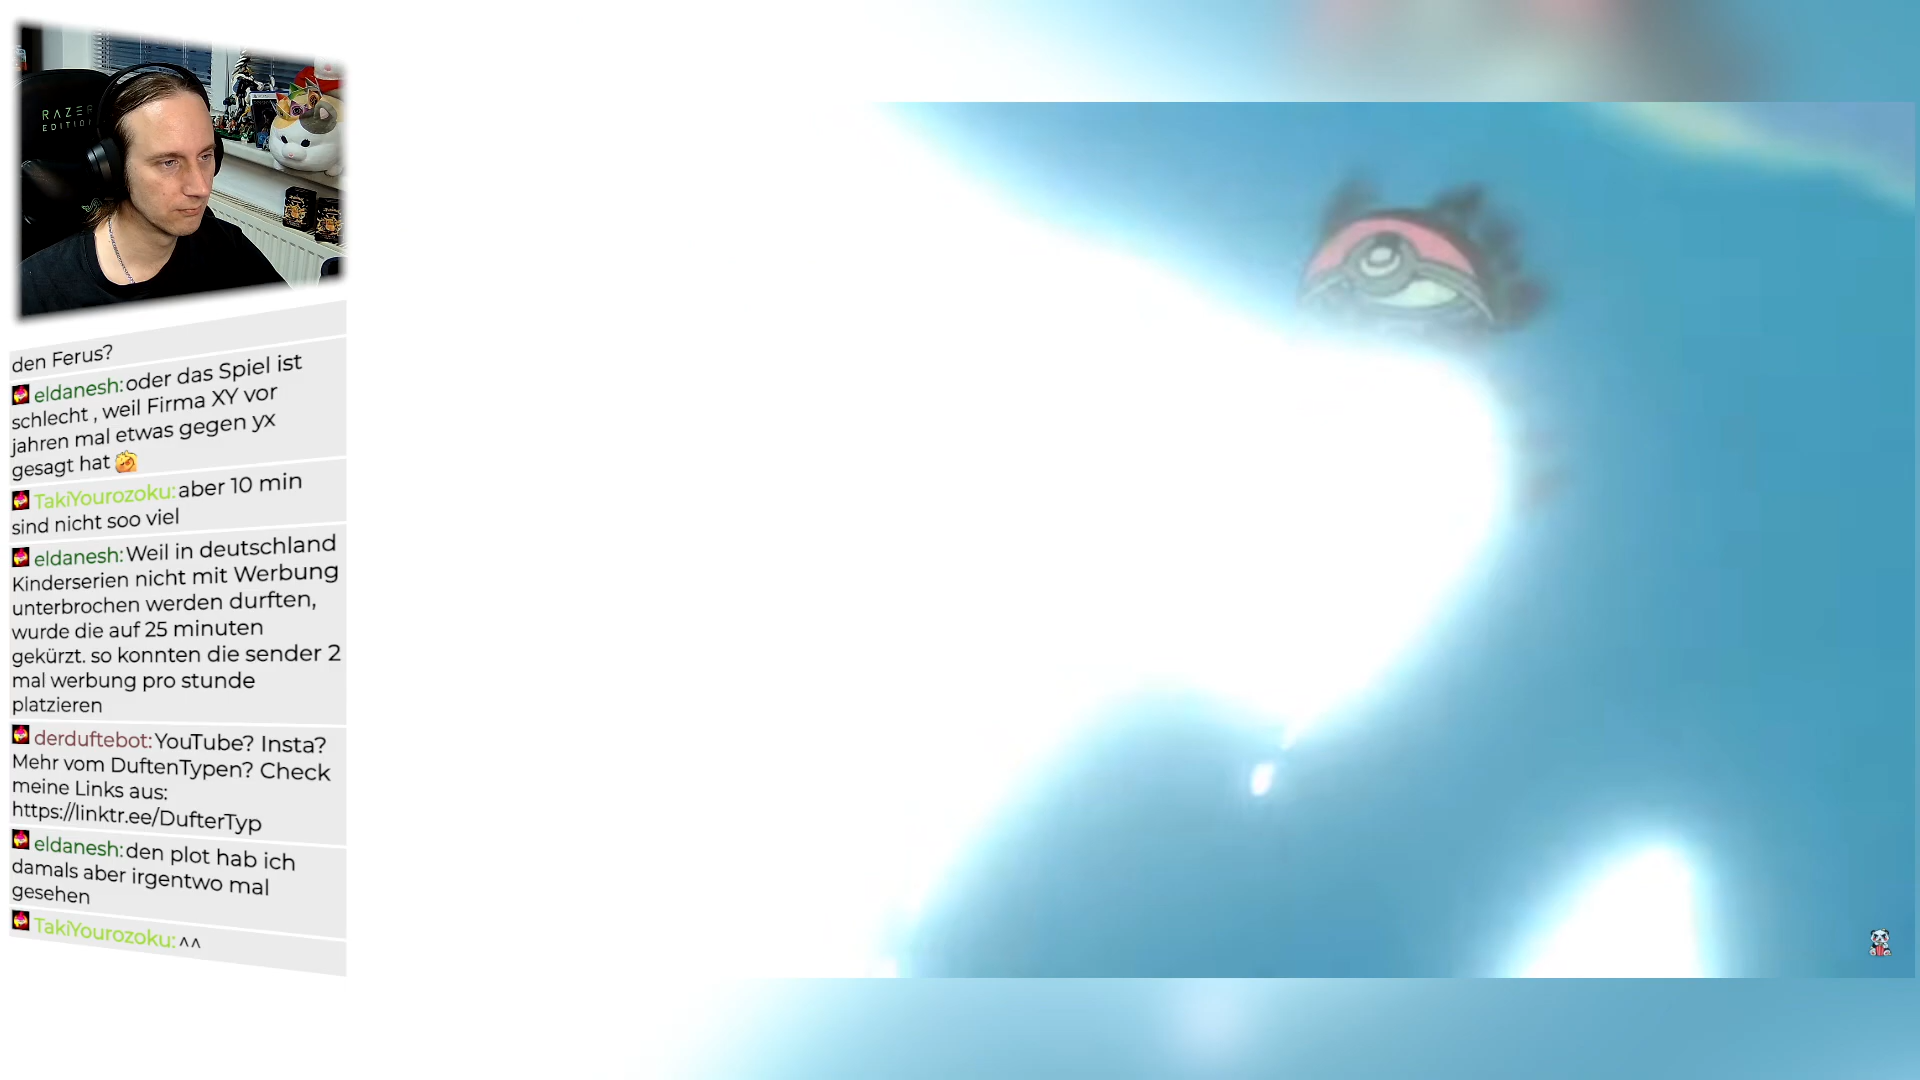 RAZER
EDITION
den Ferus?
eldanesh: oder das Spiel ist
schlecht , weil Firma XY vor
jahren mal etwas gegen yx
gesagt hat
TakiYourozoku: aber 10 min
sind nicht soo viel
eldanesh: Weil in deutschland
Kinderserien nicht mit Werbung
unterbrochen werden durften,
wurde die auf 25 minuten
gekürzt. so konnten die sender 2
mal werbung pro stunde
platzieren
derduftebot: YouTube? Insta?
Mehr vom DuftenTypen? Check
meine Links aus:
https://linktr.ee/DufterTyp
eldanesh: den plot hab ich
damals aber irgentwo mal
gesehen
TakiYourozoku: ^^